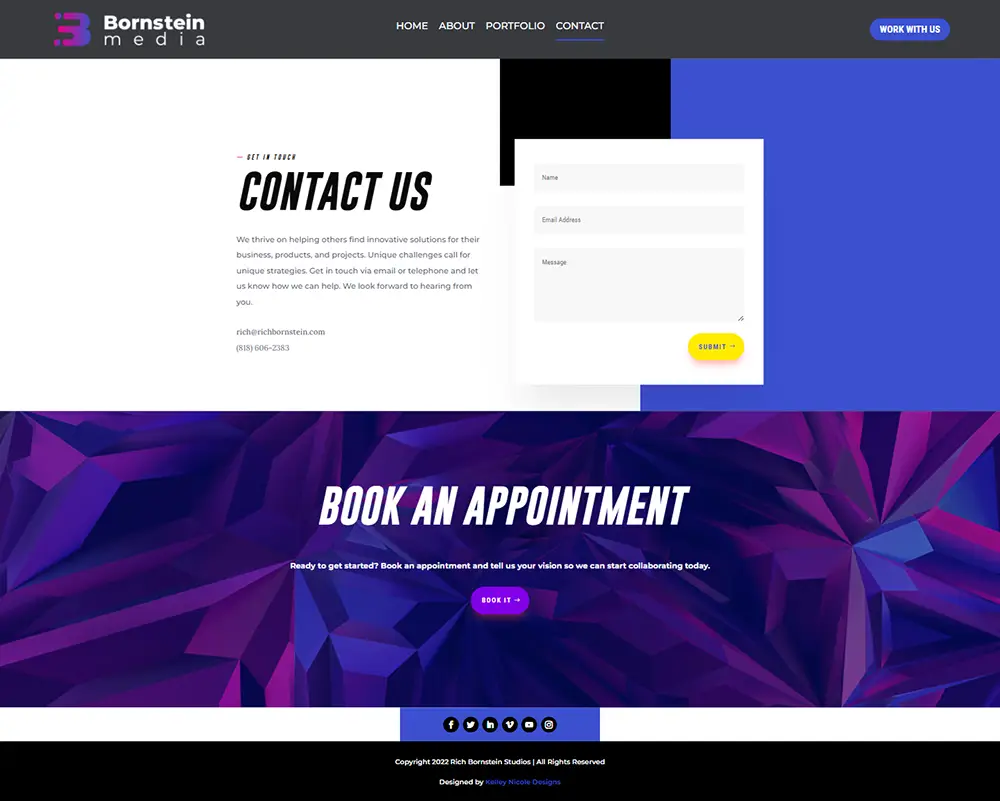 Bornstein
media
HOME ABOUT PORTFOLIO CONTACT
WORK WITH US
— GET IN TOUCH
CONTACT US
We thrive on helping others find innovative solutions for their
business, products, and projects. Unique challenges call for
unique strategies. Get in touch via email or telephone and let
us know how we can help. We look forward to hearing from
you.
rich@richbornstein.com
(818) 606-2383
Name
Email Address
Message
SUBMIT →
BOOK AN APPOINTMENT
Ready to get started? Book an appointment and tell us your vision so we can start collaborating today.
BOOK IT →
Copyright 2022 Rich Bornstein Studios | All Rights Reserved
Designed by Kelley Nicole Designs